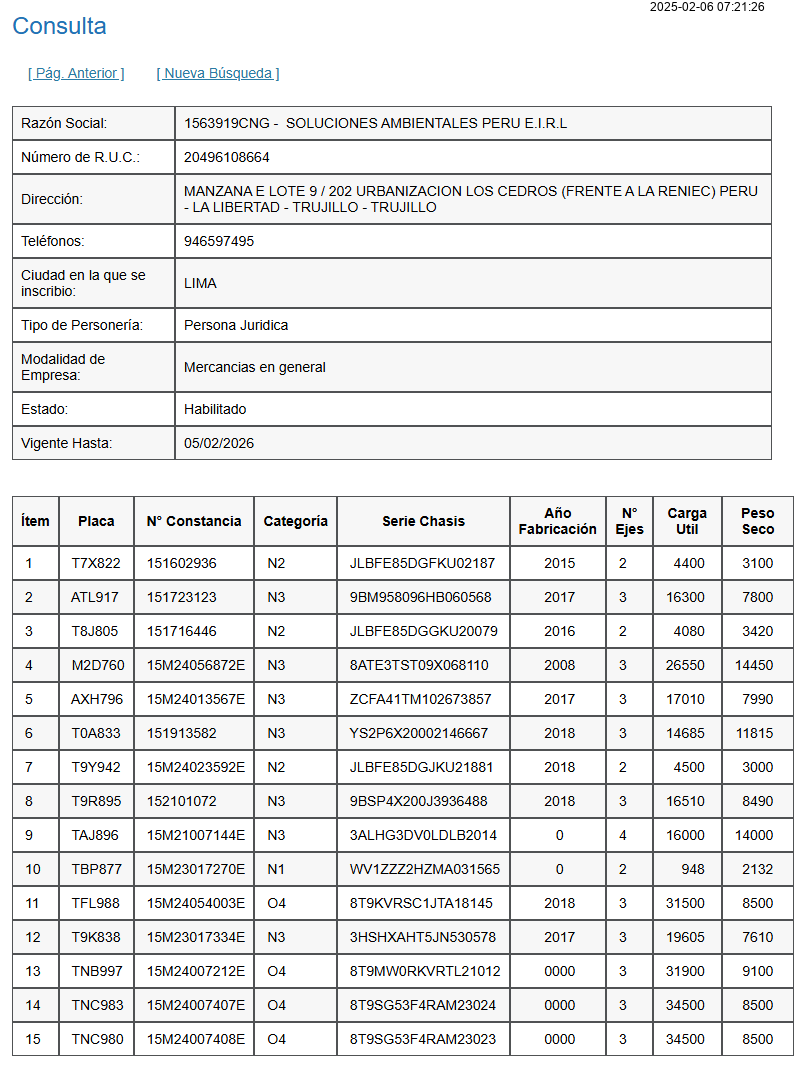 2025-02-06 07:21:26
Consulta
[ Pág. Anterior ] [ Nueva Búsqueda ]
Razón Social: 1563919CNG - SOLUCIONES AMBIENTALES PERU E.I.R.L
Número de R.U.C.: 20496108664
Dirección: MANZANA E LOTE 9 / 202 URBANIZACION LOS CEDROS (FRENTE A LA RENIEC) PERU
- LA LIBERTAD - TRUJILLO - TRUJILLO
Teléfonos: 946597495
Ciudad en la que se
inscribio: LIMA
Tipo de Personería: Persona Juridica
Modalidad de
Empresa: Mercancias en general
Estado: Habilitado
Vigente Hasta: 05/02/2026
Ítem Placa N° Constancia Categoría Serie Chasis Año Fabricación N° Ejes Carga Util Peso Seco
1 T7X822 151602936 N2 JLBFE85DGFKU02187 2015 2 4400 3100
2 ATL917 151723123 N3 9BM958096HB060568 2017 3 16300 7800
3 T8J805 151716446 N2 JLBFE85DGGKU20079 2016 2 4080 3420
4 M2D760 15M24056872E N3 8ATE3TST09X068110 2008 3 26550 14450
5 AXH796 15M24013567E N3 ZCFA41TM102673857 2017 3 17010 7990
6 T0A833 151913582 N3 YS2P6X20002146667 2018 3 14685 11815
7 T9Y942 15M24023592E N2 JLBFE85DGJKU21881 2018 2 4500 3000
8 T9R895 152101072 N3 9BSP4X200J3936488 2018 3 16510 8490
9 TAJ896 15M21007144E N3 3ALHG3DV0LDLB2014 0 4 16000 14000
10 TBP877 15M23017270E N1 WV1ZZZ2HZMA031565 0 2 948 2132
11 TFL988 15M24054003E O4 8T9KVRSC1JTA18145 2018 3 31500 8500
12 T9K838 15M23017334E N3 3HSHXAHT5JN530578 2017 3 19605 7610
13 TNB997 15M24007212E O4 8T9MW0RKVRTL21012 0000 3 31900 9100
14 TNC983 15M24007407E O4 8T9SG53F4RAM23024 0000 3 34500 8500
15 TNC980 15M24007408E O4 8T9SG53F4RAM23023 0000 3 34500 8500